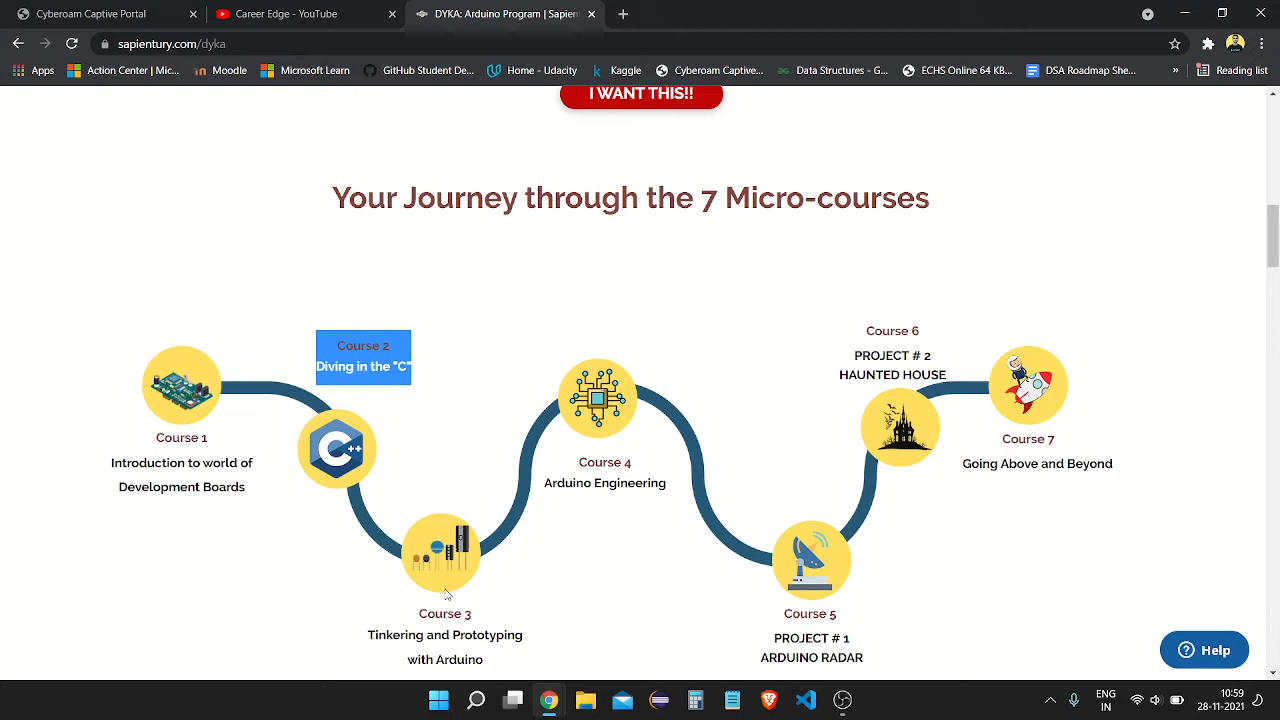 Cyberoam Captive Portal
Career Edge - YouTube
DYKA: Arduino Program | Sapient
sapientury.com/dyka
Apps
Action Center | Mic...
Moodle
Microsoft Learn
GitHub Student De...
Home - Udacity
Kaggle
Cyberoam Captive...
Data Structures - G...
ECHS Online 64 KB...
DSA Roadmap She...
»
Reading list
I WANT THIS!!
Your Journey through the 7 Micro-courses
Course 1
Introduction to world of
Development Boards
Course 2
Diving in the "C"
C++
Course 3
Tinkering and Prototyping
with Arduino
Course 4
Arduino Engineering
Course 5
PROJECT # 1
ARDUINO RADAR
Course 6
PROJECT # 2
HAUNTED HOUSE
Course 7
Going Above and Beyond
Help
ENG
IN
10:59
28-11-2021